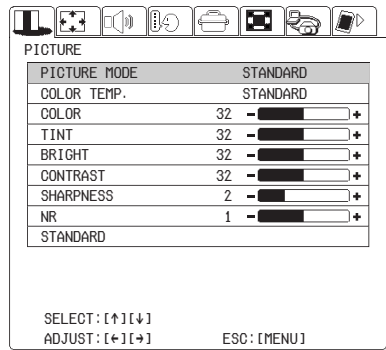 PICTURE
PICTURE MODE STANDARD
COLOR TEMP. STANDARD
COLOR 32 - +
TINT 32 - +
BRIGHT 32 - +
CONTRAST 32 - +
SHARPNESS 2 - +
NR 1 - +
STANDARD
SELECT:[↑][↓]
ADJUST:[←][→] ESC:[MENU]